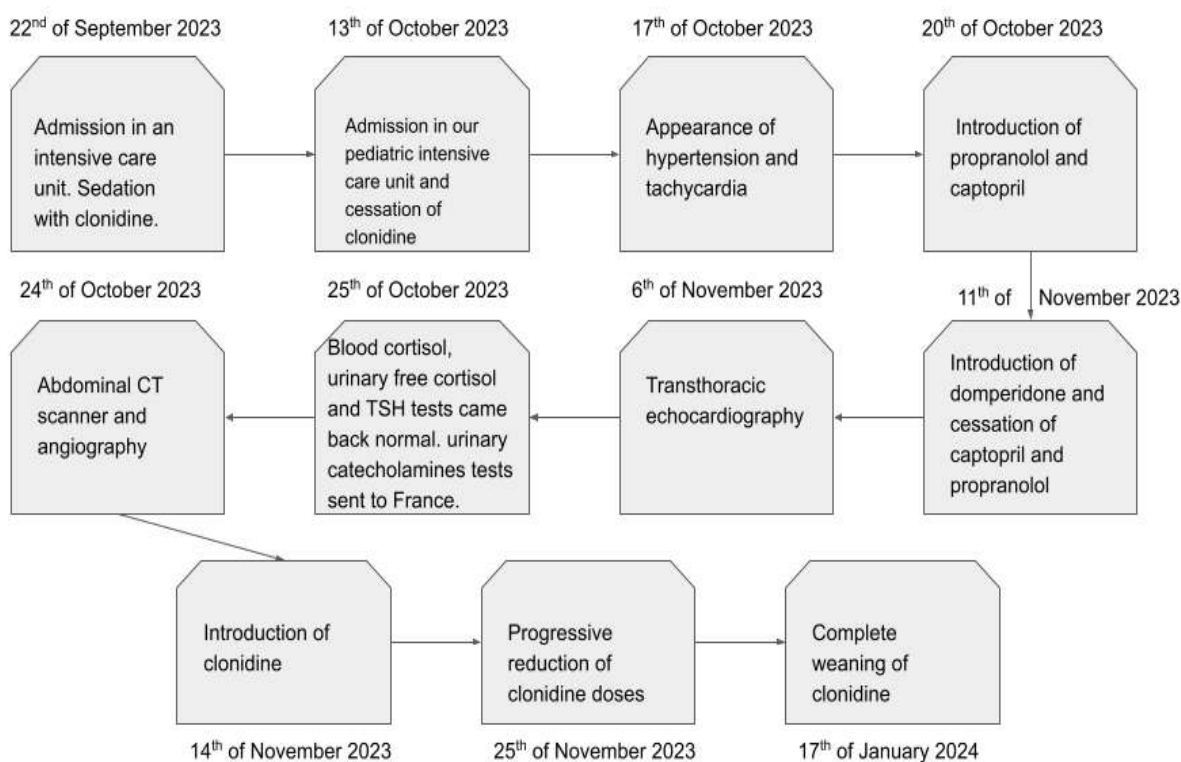 22nd of September 2023
13th of October 2023
17th of October 2023
20th of October 2023
Admission in an
intensive care
unit. Sedation
with clonidine.
Admission in our
pediatric intensive
care unit and
cessation of
clonidine
Appearance of
hypertension and
tachycardia
Introduction of
propranolol and
captopril
24th of October 2023
25th of October 2023
6th of November 2023
11th of November 2023
Abdominal CT
scanner and
angiography
Blood cortisol,
urinary free cortisol
and TSH tests came
back normal. urinary
catecholamines tests
sent to France.
Transthoracic
echocardiography
Introduction of
domperidone and
cessation of
captopril and
propranolol
Introduction of
clonidine
Progressive
reduction of
clonidine doses
Complete
weaning of
clonidine
14th of November 2023
25th of November 2023
17th of January 2024